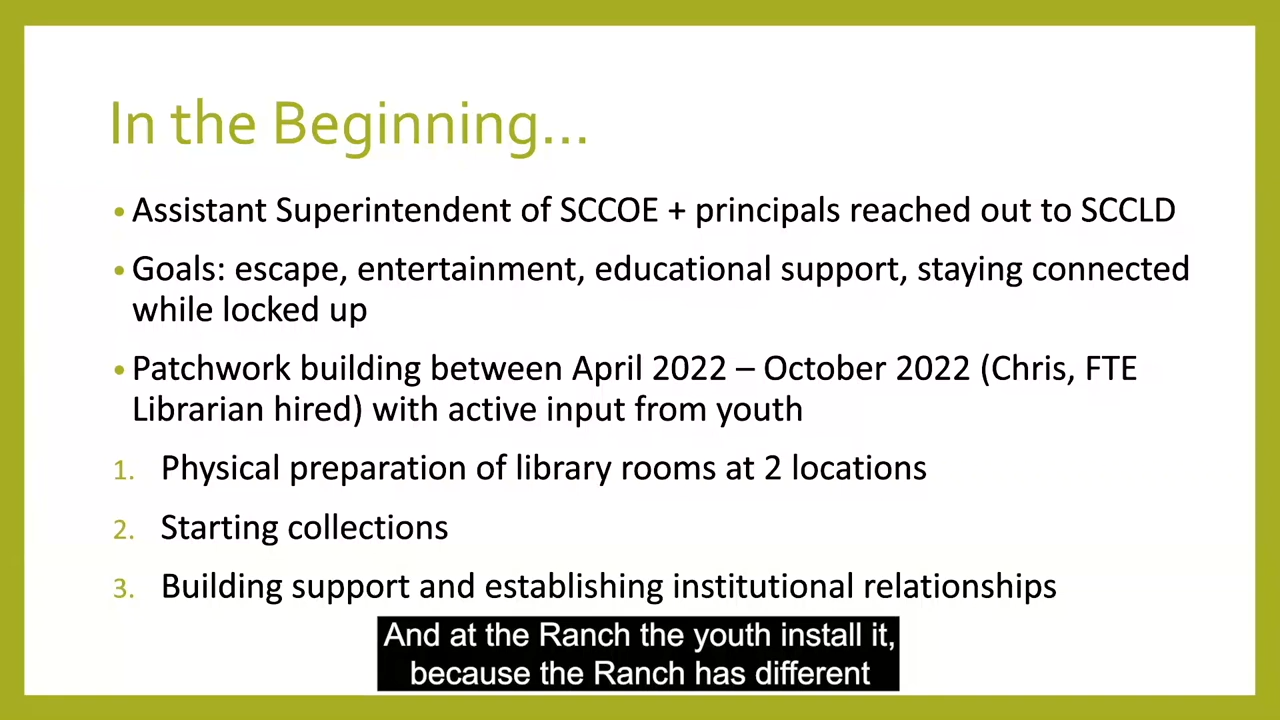 In the Beginning…
• Assistant Superintendent of SCCOE + principals reached out to SCCLD
• Goals: escape, entertainment, educational support, staying connected
while locked up
• Patchwork building between April 2022 – October 2022 (Chris, FTE
Librarian hired) with active input from youth
1. Physical preparation of library rooms at 2 locations
2. Starting collections
3. Building support and establishing institutional relationships
And at the Ranch the youth install it,
because the Ranch has different